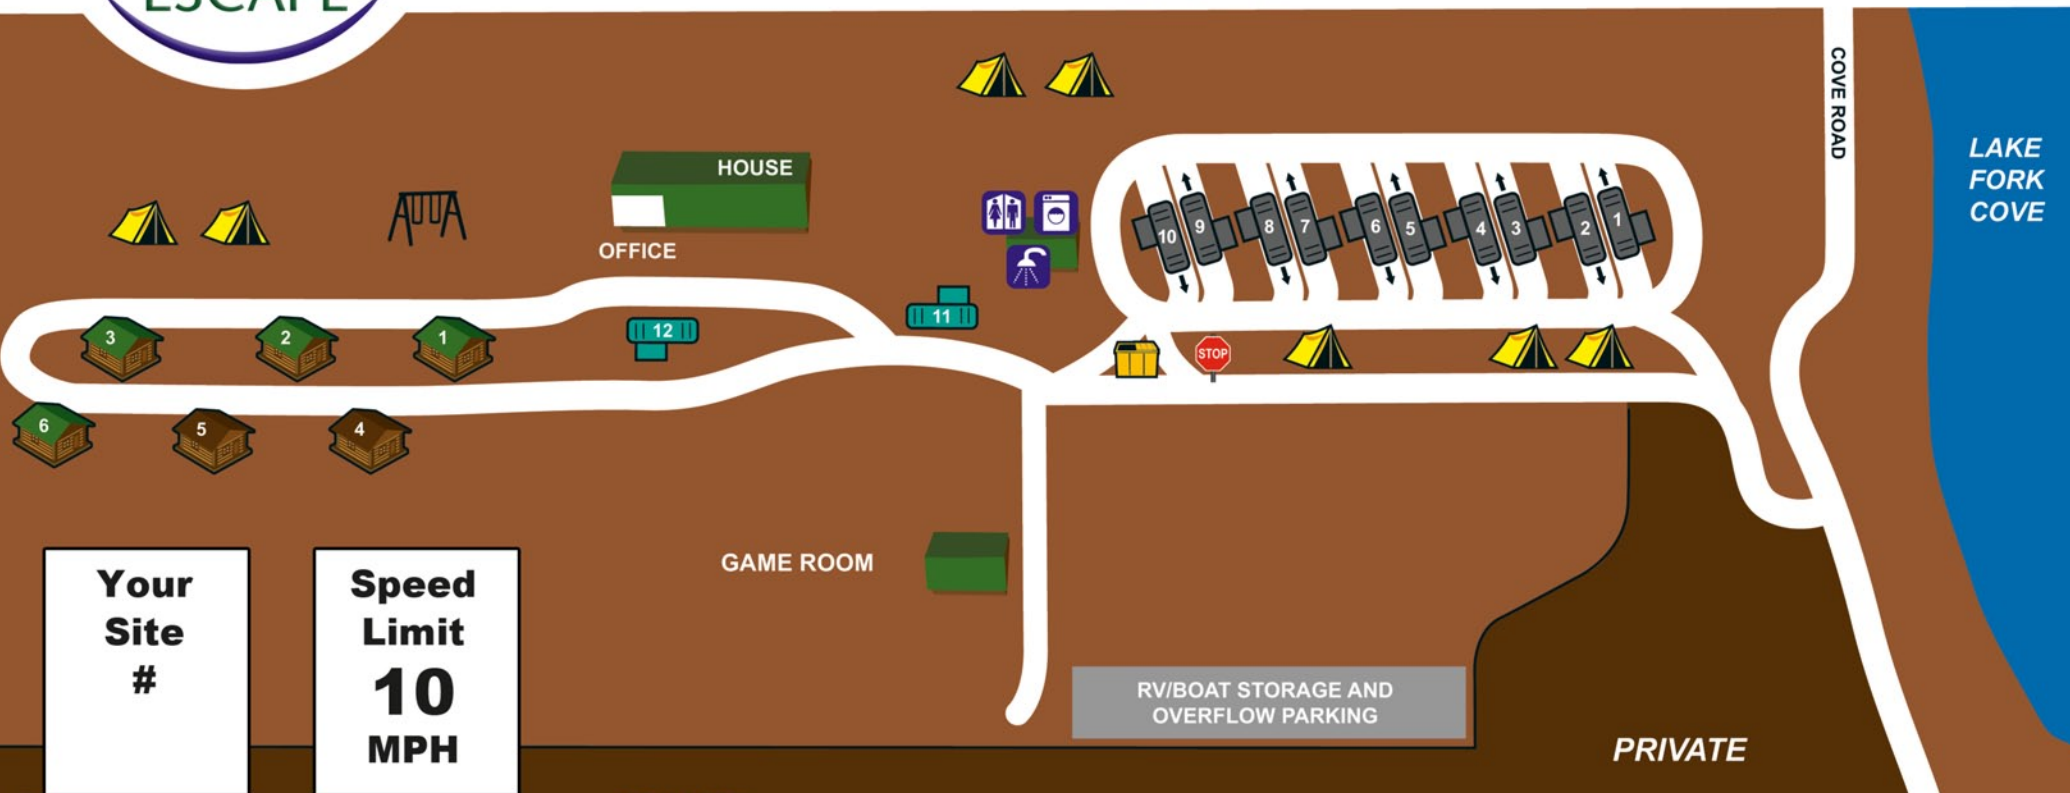 ESCAPE
COVE ROAD
LAKE
FORK
COVE
HOUSE
OFFICE
10
9
8
7
6
5
4
3
2
1
11
12
STOP
3
2
1
6
5
4
GAME ROOM
Your
Site
#
Speed
Limit
10
MPH
RV/BOAT STORAGE AND
OVERFLOW PARKING
PRIVATE